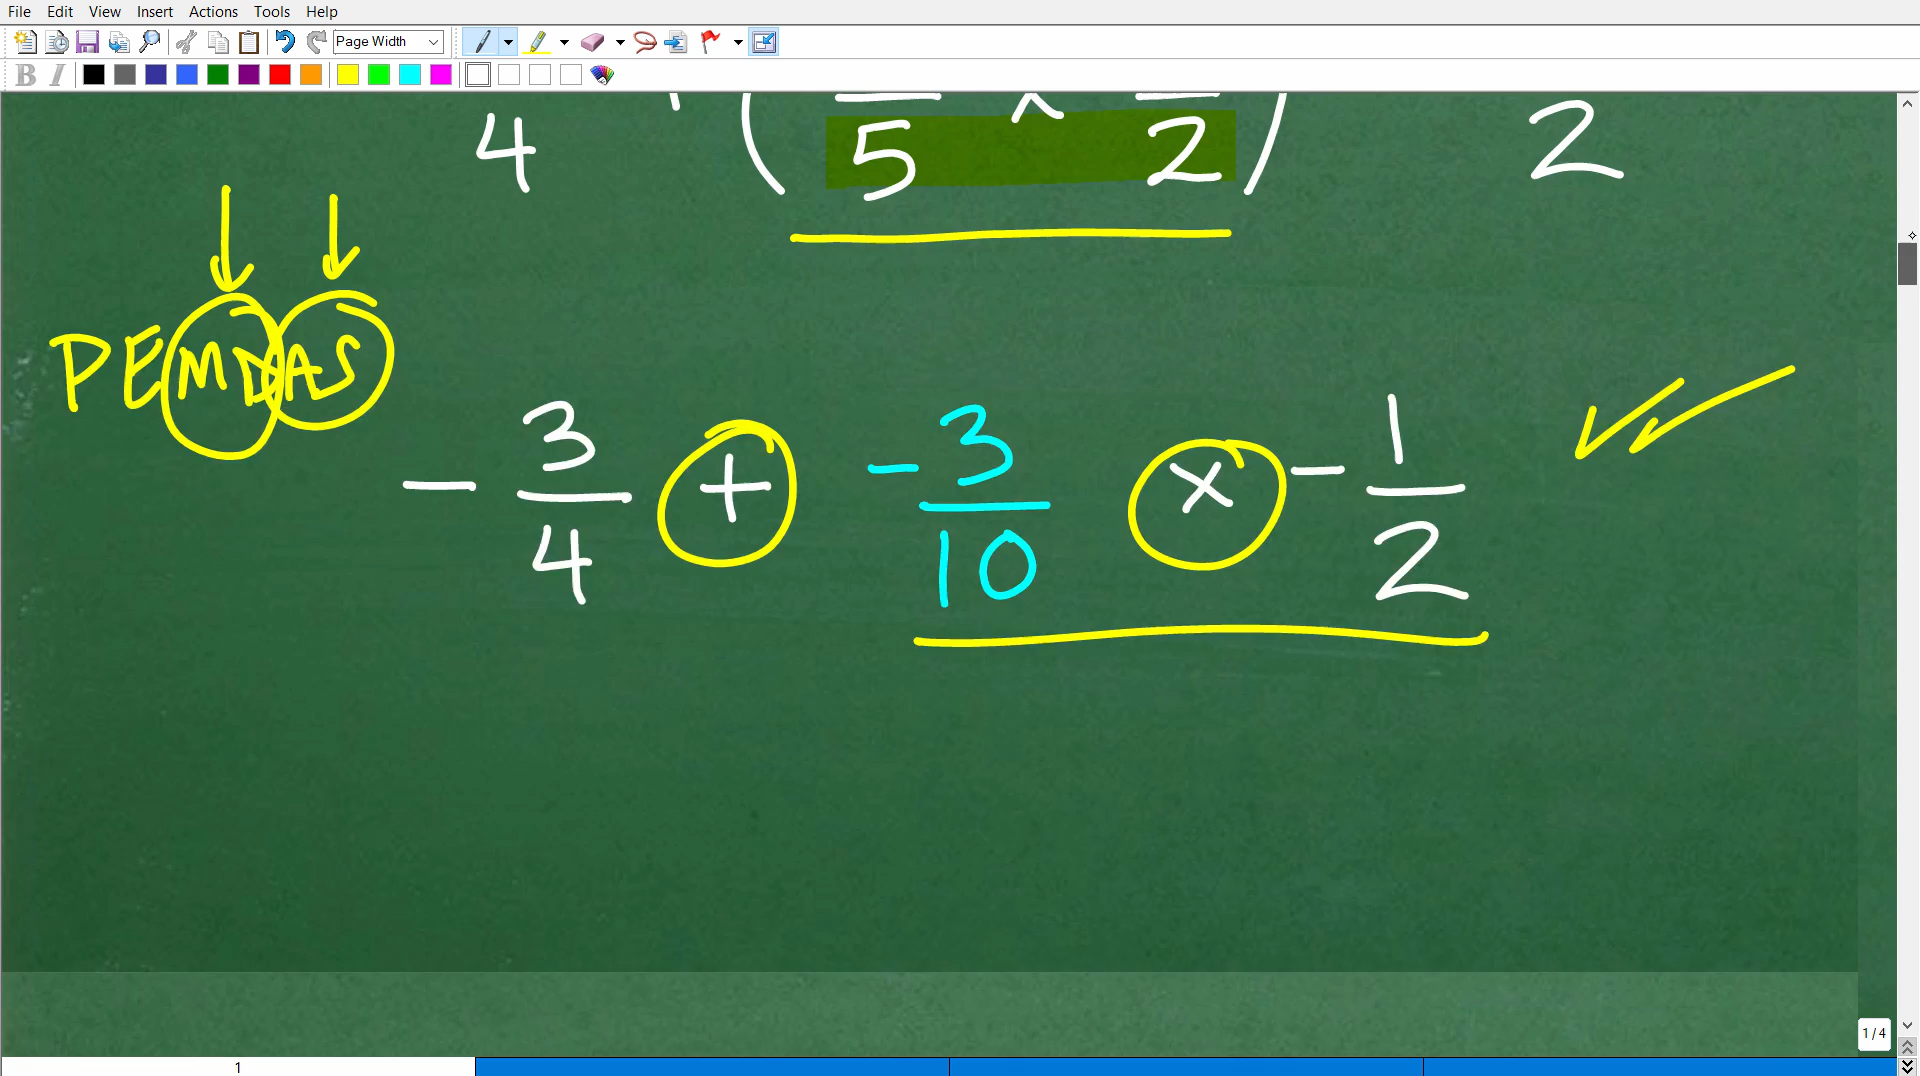 File Edit View Insert Actions Tools Help
Page Width
B I
4 ( 5 × 2 ) 2
PEMDAS
- 3/4 + -3/10 × - 1/2
1 / 4
1